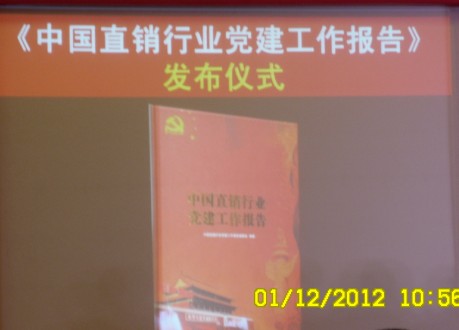 《中国直销行业党建工作报告》
发布仪式
中国直销行业
党建工作报告
01/12/2012 10:56